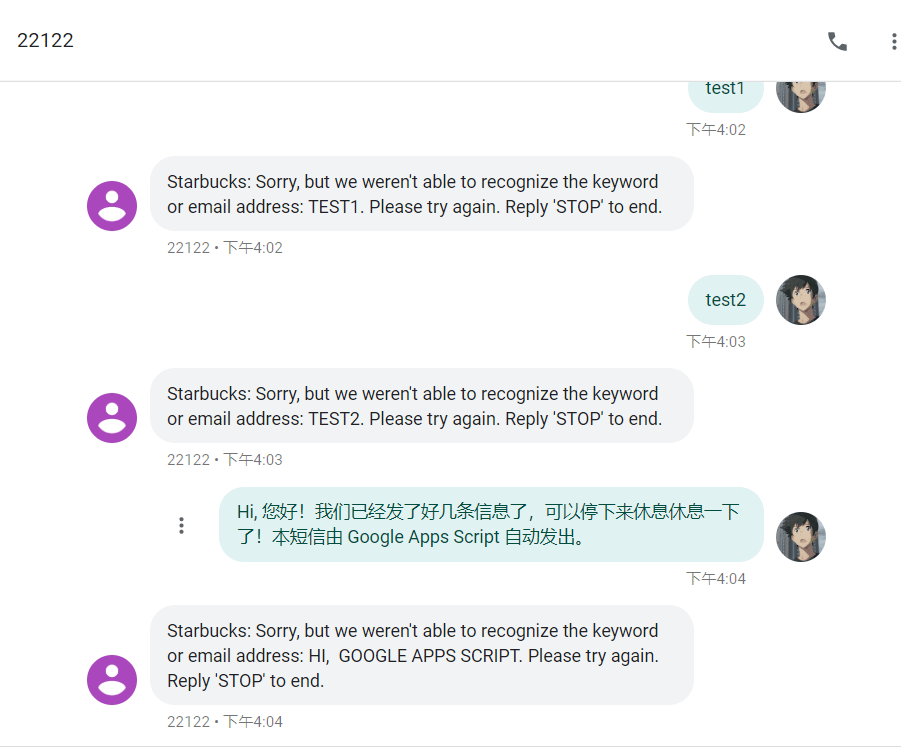 22122
test1
下午4:02
Starbucks: Sorry, but we weren't able to recognize the keyword
or email address: TEST1. Please try again. Reply 'STOP' to end.
22122 • 下午4:02
test2
下午4:03
Starbucks: Sorry, but we weren't able to recognize the keyword
or email address: TEST2. Please try again. Reply 'STOP' to end.
22122 • 下午4:03
Hi, 您好！我们已经发了好几条信息了，可以停下来休息休息一下
了！本短信由 Google Apps Script 自动发出。
下午4:04
Starbucks: Sorry, but we weren't able to recognize the keyword
or email address: HI,  GOOGLE APPS SCRIPT. Please try again.
Reply 'STOP' to end.
22122 • 下午4:04